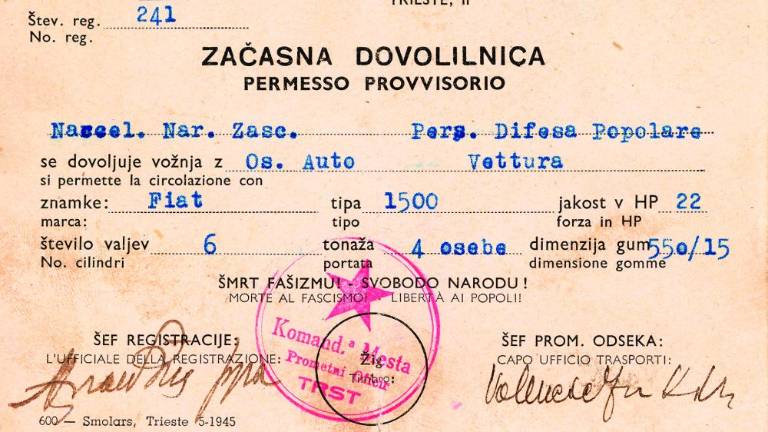 TRIESTE, II
Štev. reg. 241
No. reg.
ZAČASNA DOVOLILNICA
PERMESSO PROVVISORIO
Narcel. Nar. Zasc. Pers. Difesa Popolare
se dovoljuje vožnja z Os. Auto Vettura
si permette la circolazione con
znamke: Fiat tipa 1500 jakost v HP 22
marca: tipo forza in HP
število valjev 6 tonaža 4 osebe dimenzija gum 550/15
No. cilindri portata dimensione gomme
ŠMRT FAŠIZMU! - SVOBODO NARODU!
MORTE AL FASCISMO! - LIBERTÀ AI POPOLI!
ŠEF REGISTRACIJE: ŠEF PROM. ODSEKA:
L'UFFICIALE DELLA REGISTRAZIONE: Žig CAPO UFFICIO TRASPORTI:
Timbro:
Komand.a Mesta
Prometni
TRST
600 — Smolars, Trieste 5-1945